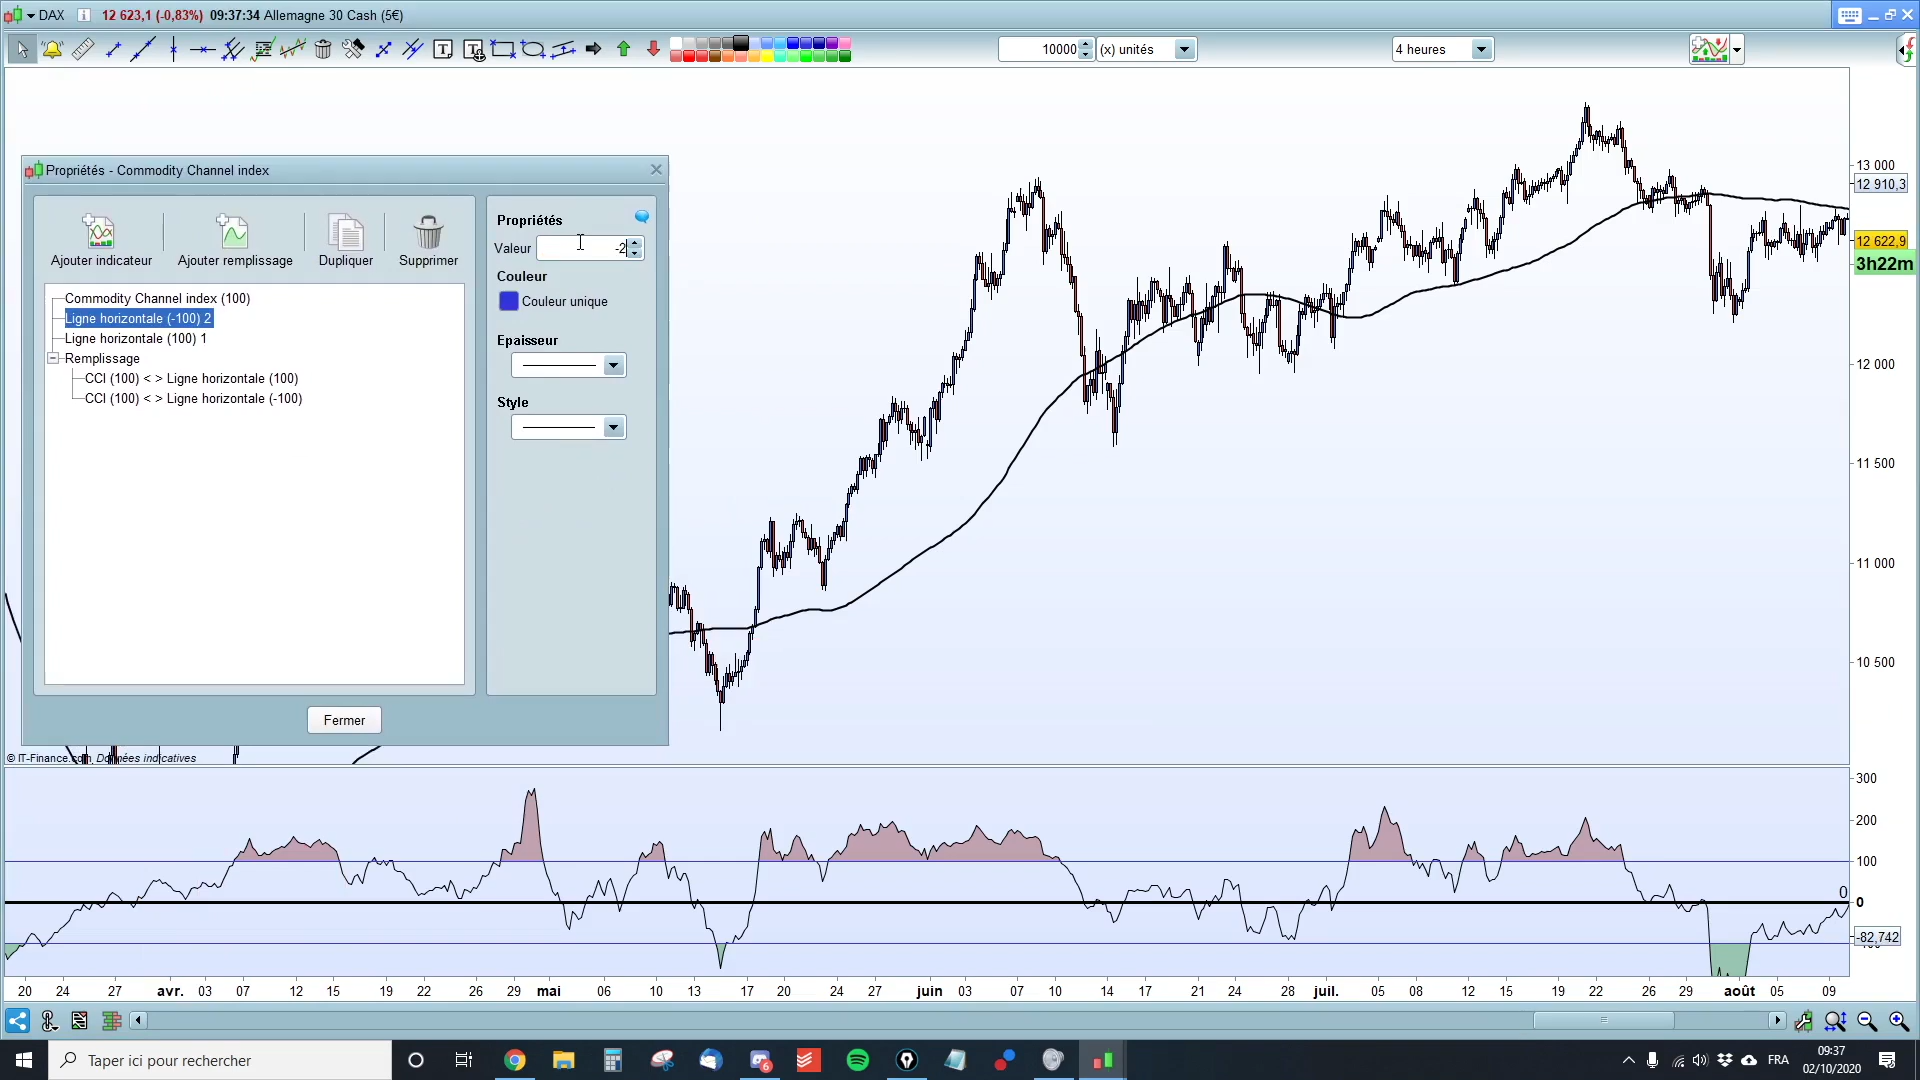 DAX
12 623,1 (-0,83%) 09:37:34 Allemagne 30 Cash (5€)
10000
(x) unités
4 heures
Propriétés - Commodity Channel index
Ajouter indicateur
Ajouter remplissage
Dupliquer
Supprimer
Commodity Channel index (100)
Ligne horizontale (-100) 2
Ligne horizontale (100) 1
Remplissage
CCI (100) < > Ligne horizontale (100)
CCI (100) < > Ligne horizontale (-100)
Propriétés
Valeur
-2
Couleur
Couleur unique
Epaisseur
Style
Fermer
13 000
12 910,3
12 622,9
3h22m
12 000
11 500
11 000
10 500
© IT-Finance.com Données indicatives
300
200
100
0
0
-82,742
20 24 27 avr. 03 07 12 15 19 22 26 29 mai 06 10 13 17 20 24 27 juin 03 07 10 14 17 21 24 28 juil. 05 08 12 15 19 22 26 29 août 05 09
Taper ici pour rechercher
6
FRA
09:37
02/10/2020